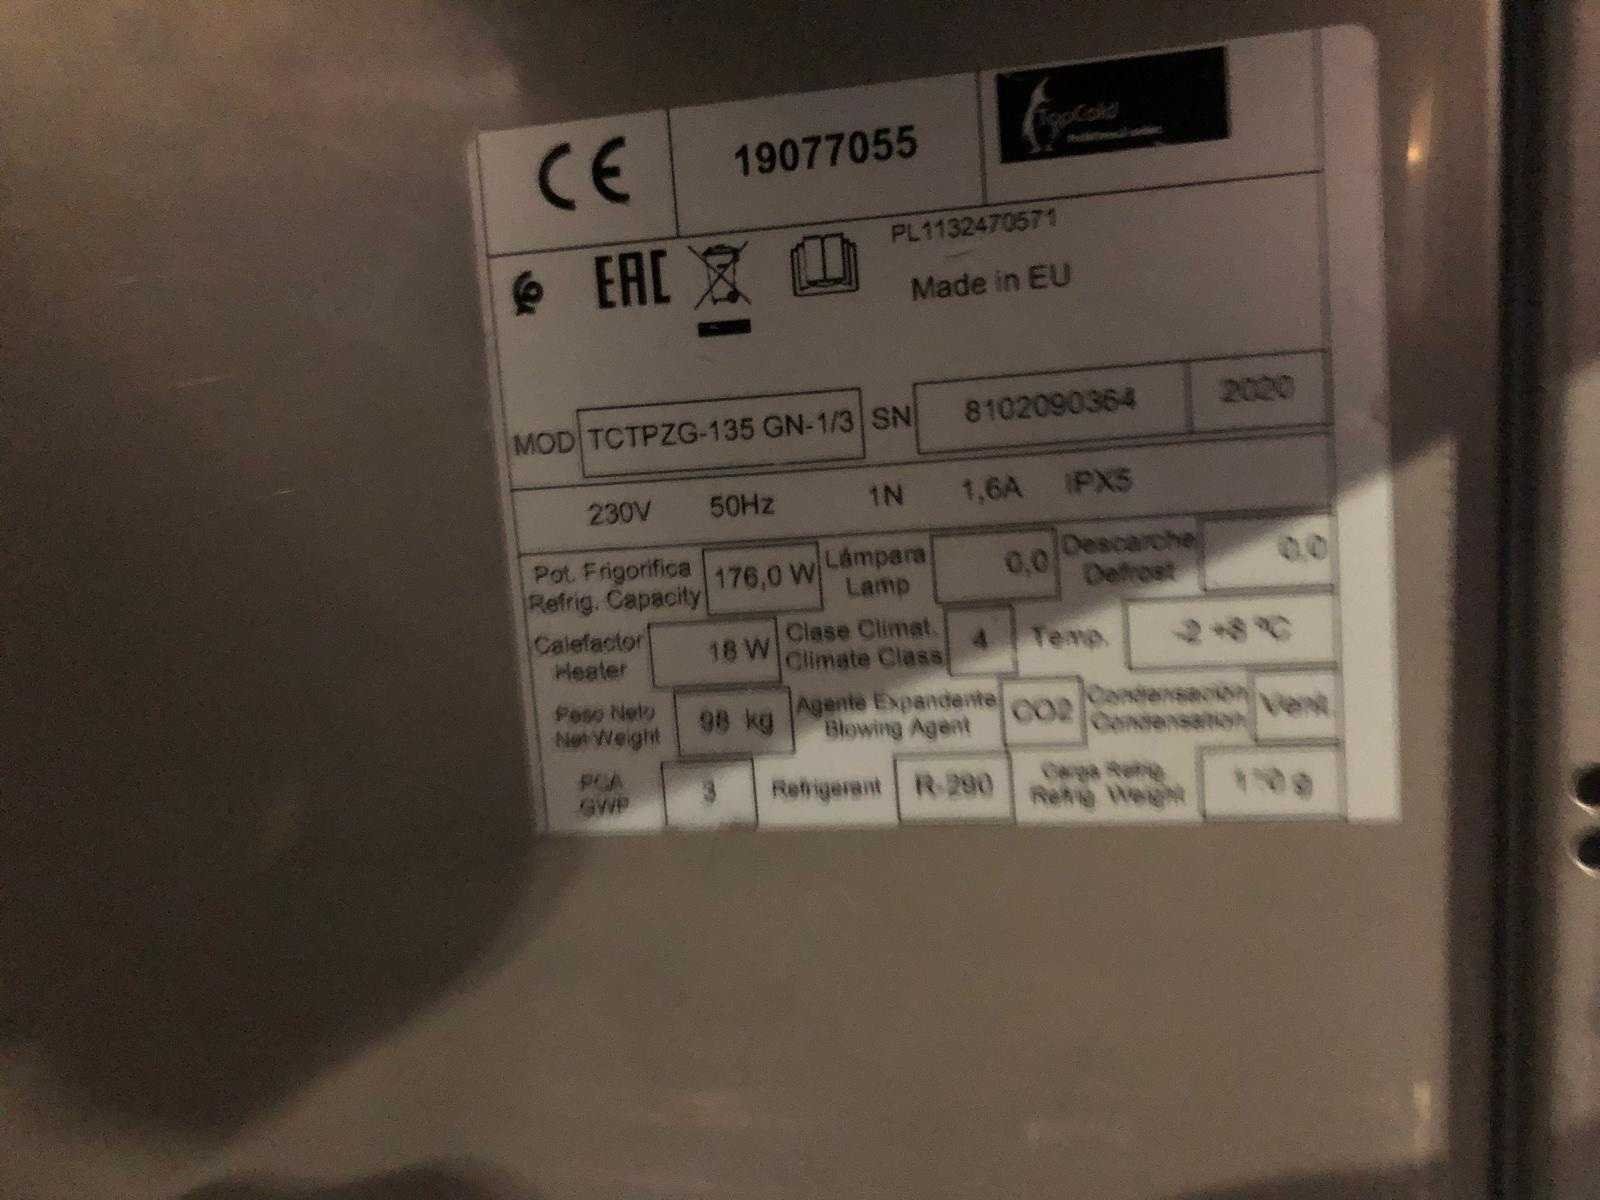 CE
19077055
TopCold
PL1132470571
EAC
Made in EU
MOD TCTPZG-135 GN-1/3 SN 8102090364 2020
230V 50Hz 1N 1,6A IPX5
Pot. Frigorifica 176,0 W Lámpara 0,0 Descarche 0,0
Refrig. Capacity Lamp Defrost
Calefactor 18 W Clase Climat. 4 Temp. -2 +8 ºC
Heater Climate Class
Peso Neto 98 kg Agente Expandente CO2 Condensación Vent.
Net Weight Blowing Agent Condensation
PCA 3 Refrigerant R-290 Carga Refrig.
GWP Refrig. Weight